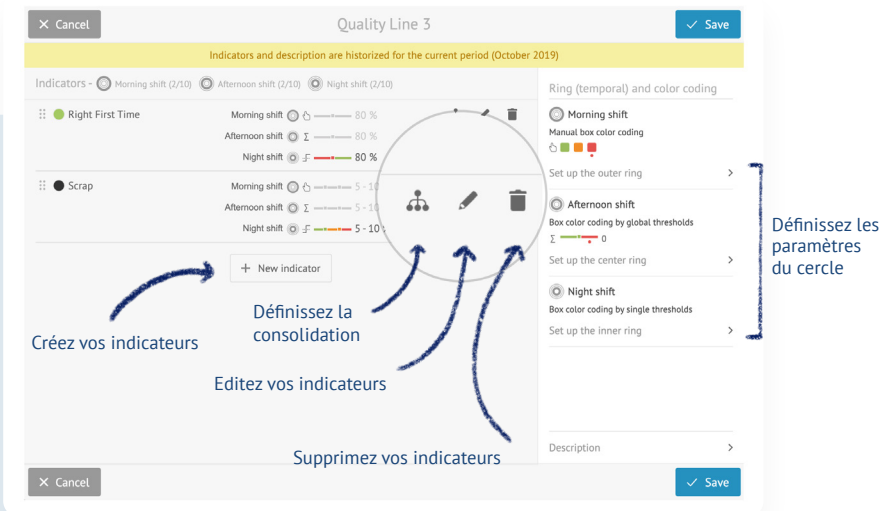 Cancel
Quality Line 3
Save
Indicators and description are historized for the current period (October 2019)
Indicators - Morning shift (2/10) Afternoon shift (2/10) Night shift (2/10)
Ring (temporal) and color coding
Right First Time
Morning shift 80 %
Afternoon shift Σ 80 %
Night shift 80 %
Scrap
Morning shift 5 - 10
Afternoon shift Σ 5 - 10
Night shift 5 - 10
+ New indicator
Morning shift
Manual box color coding
Set up the outer ring >
Afternoon shift
Box color coding by global thresholds
Σ 0
Set up the center ring >
Night shift
Box color coding by single thresholds
Set up the inner ring >
Description >
Définissez les
paramètres
du cercle
Créez vos indicateurs
Définissez la
consolidation
Editez vos indicateurs
Supprimez vos indicateurs
Cancel
Save